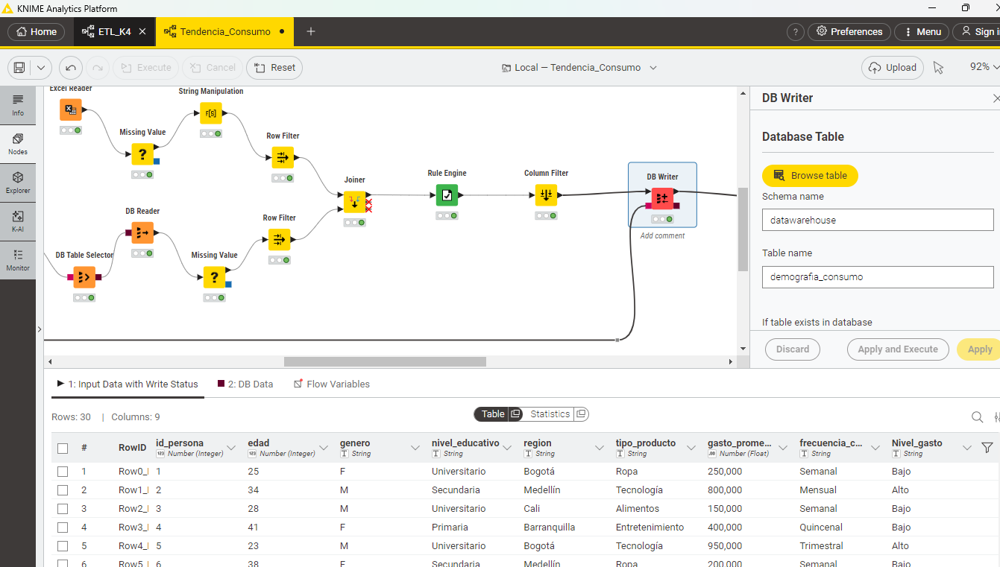 KNIME Analytics Platform
Home
ETL_K4
Tendencia_Consumo
?
Preferences
Menu
Sign
Execute
Cancel
Reset
Local — Tendencia_Consumo
Upload
92%
Info
Nodes
Explorer
K-AI
Monitor
Excel Reader
String Manipulation
Missing Value
Row Filter
Joiner
Rule Engine
Column Filter
DB Writer
Add comment
DB Reader
Row Filter
DB Table Selector
Missing Value
DB Writer
Database Table
Browse table
Schema name
datawarehouse
Table name
demografia_consumo
If table exists in database
Discard
Apply and Execute
Apply
1: Input Data with Write Status
2: DB Data
Flow Variables
Rows: 30 | Columns: 9
Table
Statistics
# RowID id_persona edad genero nivel_educativo region tipo_producto gasto_prome... frecuencia_c... Nivel_gasto
Number (Integer) Number (Integer) String String String String Number (Float) String String
1 Row0_ 1 25 F Universitario Bogotá Ropa 250,000 Semanal Bajo
2 Row1_ 2 34 M Secundaria Medellín Tecnología 800,000 Mensual Alto
3 Row2_ 3 28 M Universitario Cali Alimentos 150,000 Semanal Bajo
4 Row3_ 4 41 F Primaria Barranquilla Entretenimiento 400,000 Quincenal Bajo
5 Row4_ 5 23 M Universitario Bogotá Tecnología 950,000 Trimestral Alto
6 Row5_ 6 38 F Secundaria Medellín Ropa 200,000 Semanal Bajo